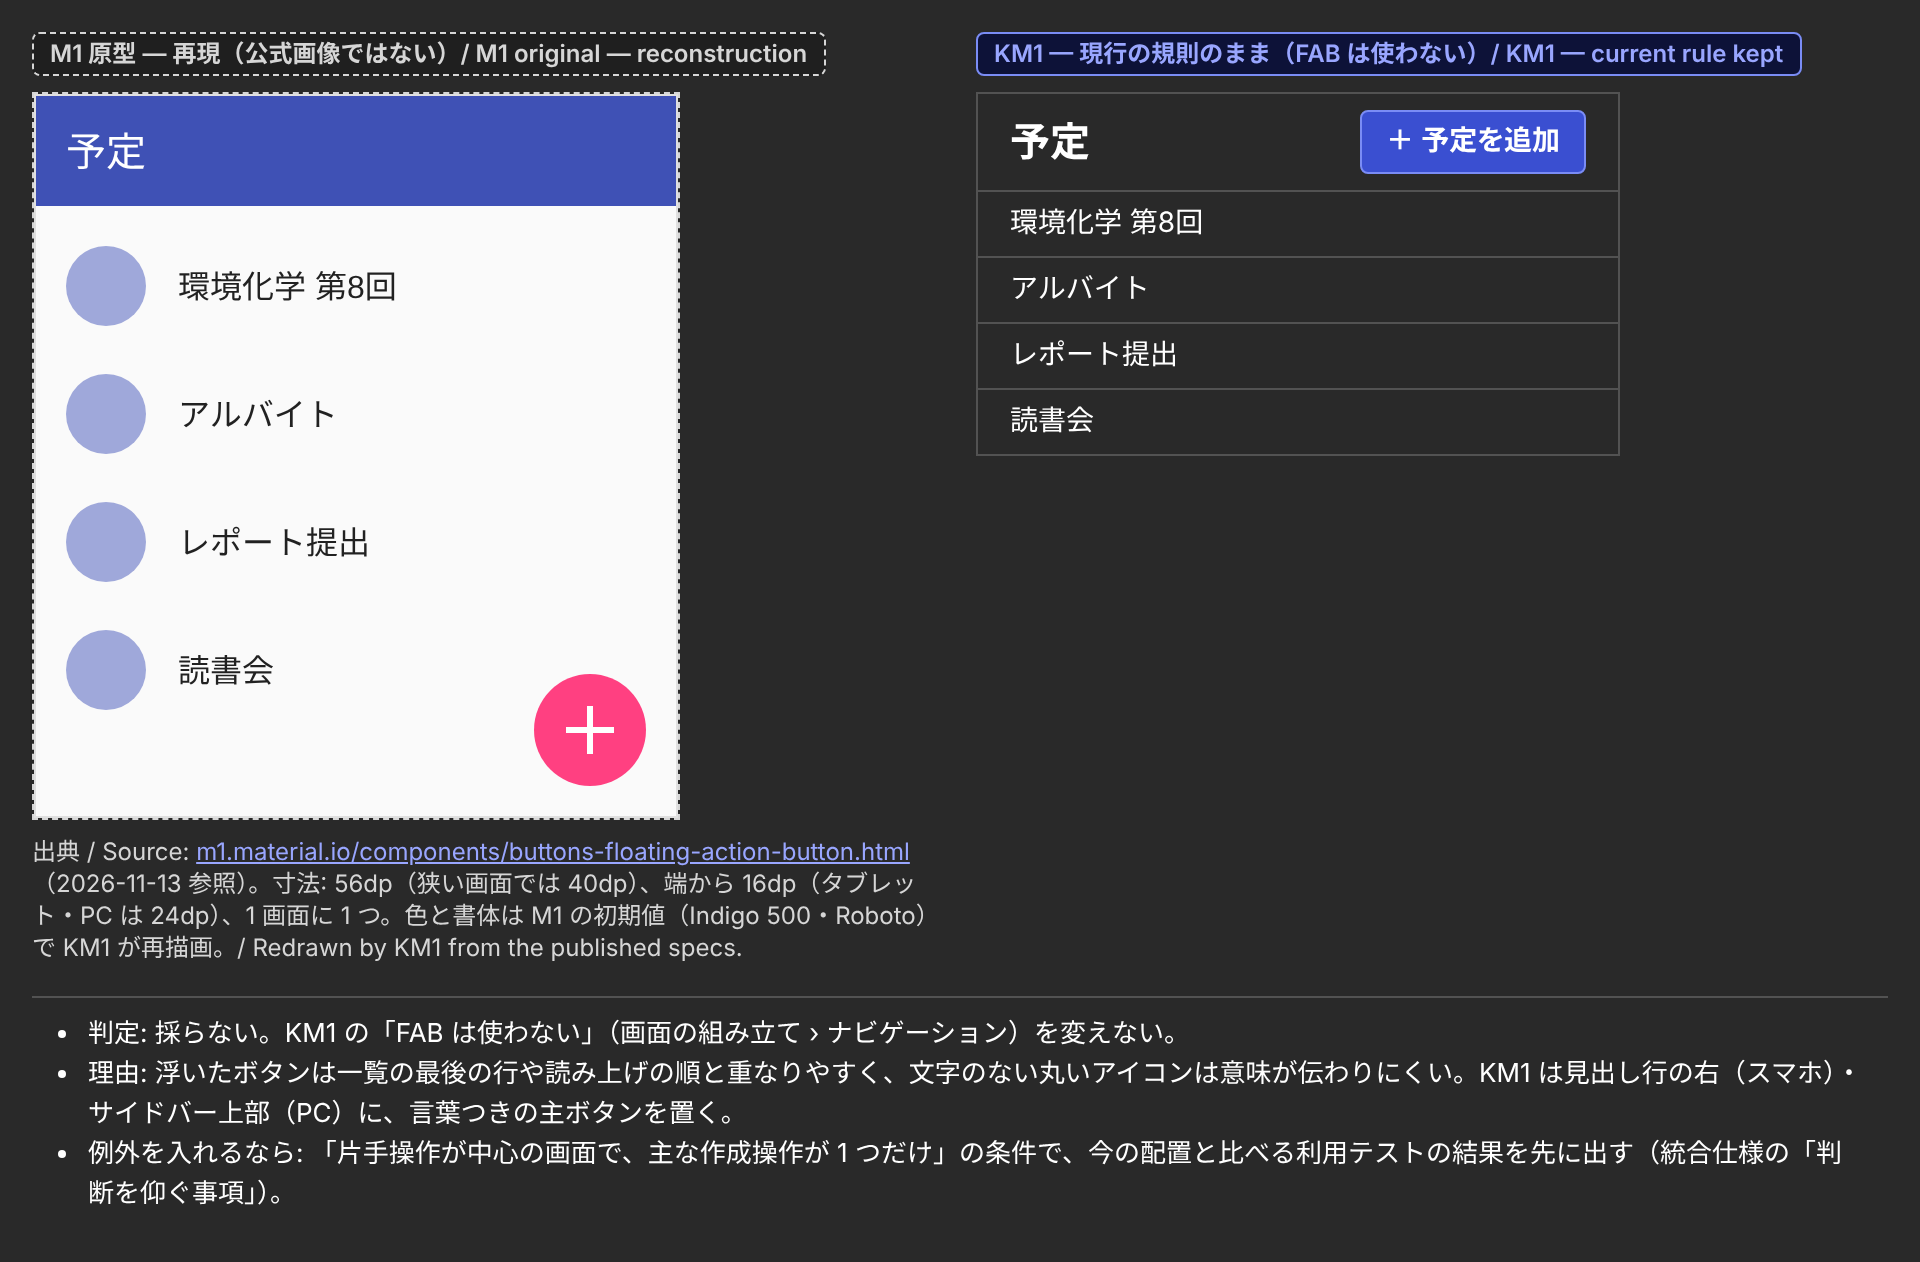 M1 原型 — 再現（公式画像ではない）/ M1 original — reconstruction
予定
環境化学 第8回
アルバイト
レポート提出
読書会
+
出典 / Source: m1.material.io/components/buttons-floating-action-button.html
（2026-11-13 参照）。寸法: 56dp（狭い画面では 40dp）、端から 16dp（タブレッ
ト・PC は 24dp）、1 画面に 1 つ。色と書体は M1 の初期値（Indigo 500・Roboto）
で KM1 が再描画。/ Redrawn by KM1 from the published specs.
KM1 — 現行の規則のまま（FAB は使わない）/ KM1 — current rule kept
予定
＋ 予定を追加
環境化学 第8回
アルバイト
レポート提出
読書会
• 判定: 採らない。KM1 の「FAB は使わない」（画面の組み立て › ナビゲーション）を変えない。
• 理由: 浮いたボタンは一覧の最後の行や読み上げの順と重なりやすく、文字のない丸いアイコンは意味が伝わりにくい。KM1 は見出し行の右（スマホ）・
サイドバー上部（PC）に、言葉つきの主ボタンを置く。
• 例外を入れるなら: 「片手操作が中心の画面で、主な作成操作が 1 つだけ」の条件で、今の配置と比べる利用テストの結果を先に出す（統合仕様の「判
断を仰ぐ事項」）。